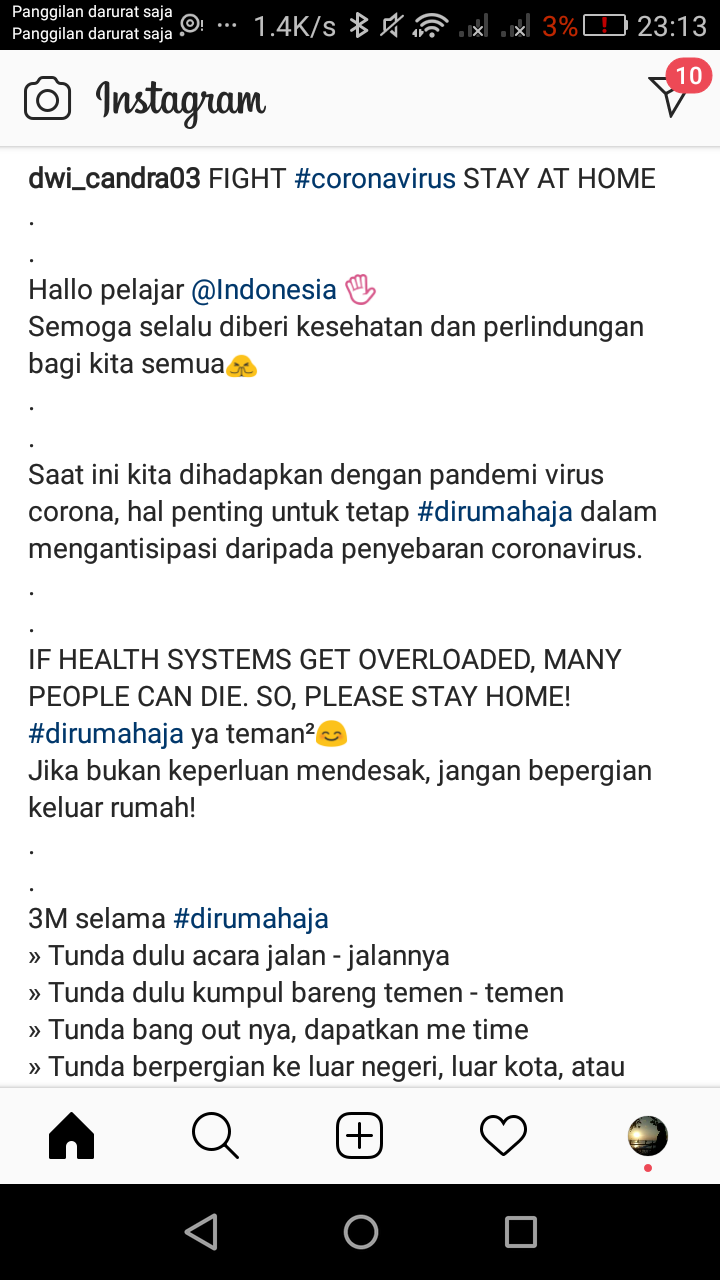 Panggilan darurat saja
Panggilan darurat saja
1.4K/s 3% 23:13
Instagram
10
dwi_candra03 FIGHT #coronavirus STAY AT HOME
.
.
Hallo pelajar @Indonesia 👋
Semoga selalu diberi kesehatan dan perlindungan
bagi kita semua🙏
.
.
Saat ini kita dihadapkan dengan pandemi virus
corona, hal penting untuk tetap #dirumahaja dalam
mengantisipasi daripada penyebaran coronavirus.
.
.
IF HEALTH SYSTEMS GET OVERLOADED, MANY
PEOPLE CAN DIE. SO, PLEASE STAY HOME!
#dirumahaja ya teman²😊
Jika bukan keperluan mendesak, jangan bepergian
keluar rumah!
.
.
3M selama #dirumahaja
» Tunda dulu acara jalan - jalannya
» Tunda dulu kumpul bareng temen - temen
» Tunda bang out nya, dapatkan me time
» Tunda berpergian ke luar negeri, luar kota, atau